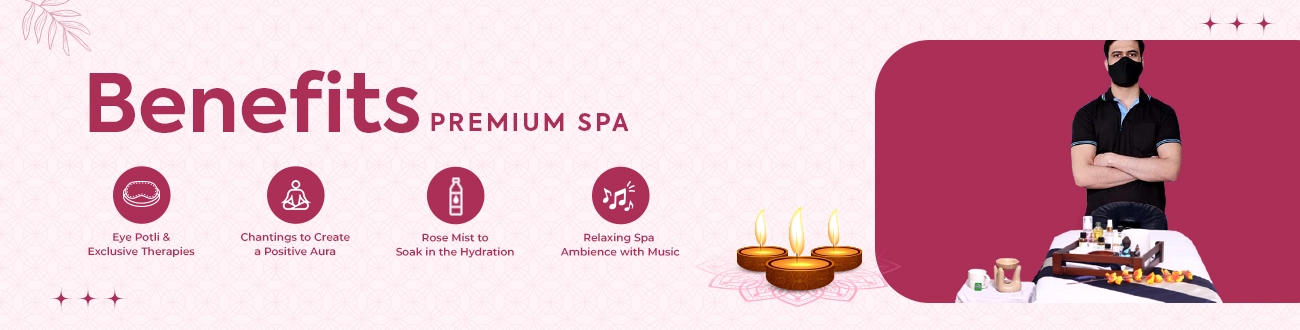 Benefits PREMIUM SPA
Eye Potli &
Exclusive Therapies
Chantings to Create
a Positive Aura
Rose Mist to
Soak in the Hydration
Relaxing Spa
Ambience with Music